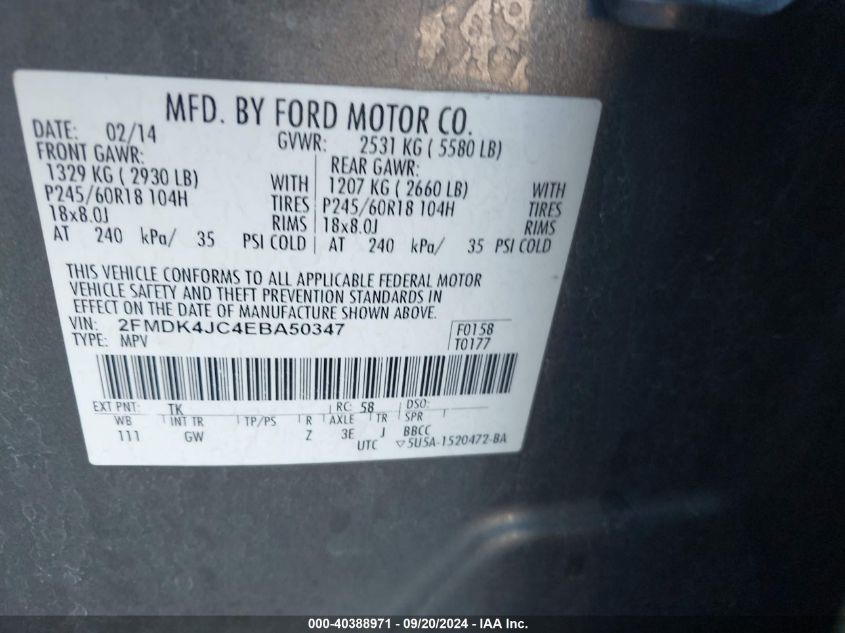 MFD. BY FORD MOTOR CO.
DATE: 02/14 GVWR: 2531 KG ( 5580 LB)
FRONT GAWR: REAR GAWR:
1329 KG ( 2930 LB) WITH 1207 KG ( 2660 LB) WITH
P245/60R18 104H TIRES P245/60R18 104H TIRES
18x8.0J RIMS 18x8.0J RIMS
AT 240 kPa/ 35 PSI COLD AT 240 kPa/ 35 PSI COLD
THIS VEHICLE CONFORMS TO ALL APPLICABLE FEDERAL MOTOR
VEHICLE SAFETY AND THEFT PREVENTION STANDARDS IN
EFFECT ON THE DATE OF MANUFACTURE SHOWN ABOVE.
VIN: 2FMDK4JC4EBA50347 F0158
TYPE: MPV T0177
EXT PNT: TK RC: 58 DSO:
WB INT TR TP/PS R AXLE TR SPR
111 GW Z 3E J BBCC
UTC ▽5U5A-1520472-BA
000-40388971 - 09/20/2024 - www.iaai.com